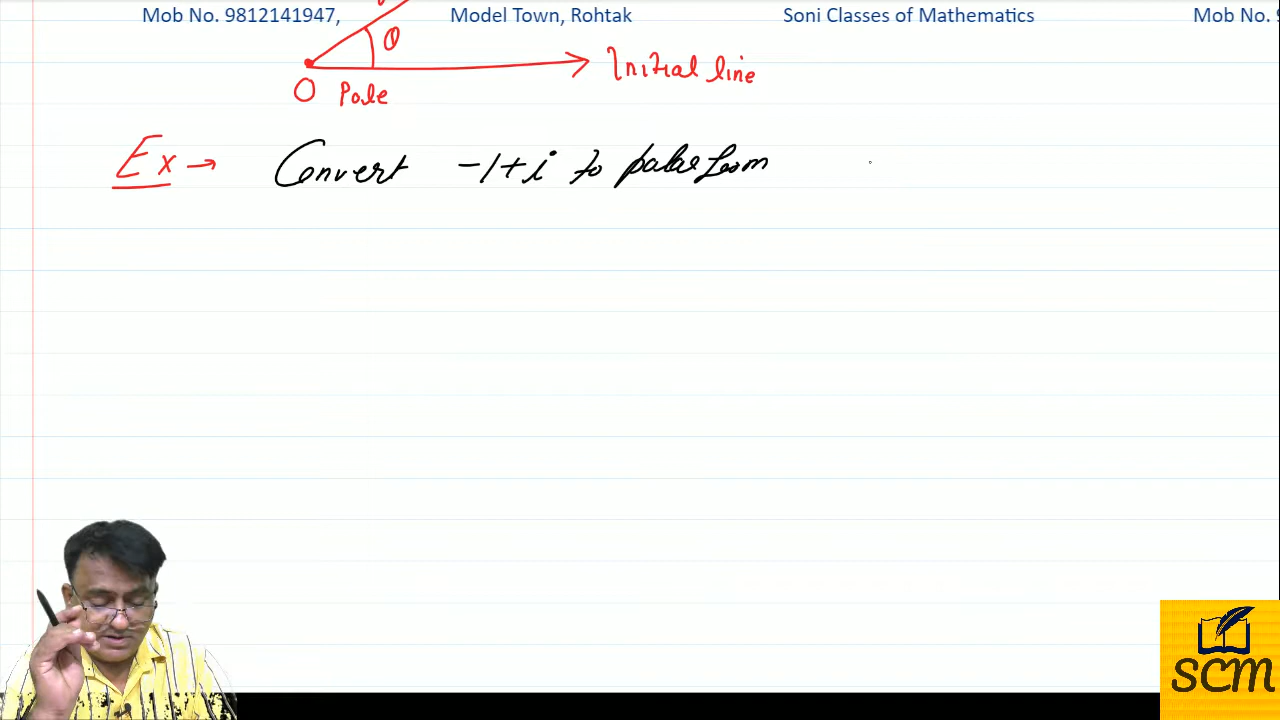 Mob No. 9812141947, Model Town, Rohtak Soni Classes of Mathematics Mob No. 9
θ
Initial line
O Pole
Ex → Convert -1+i to polar form
SCM